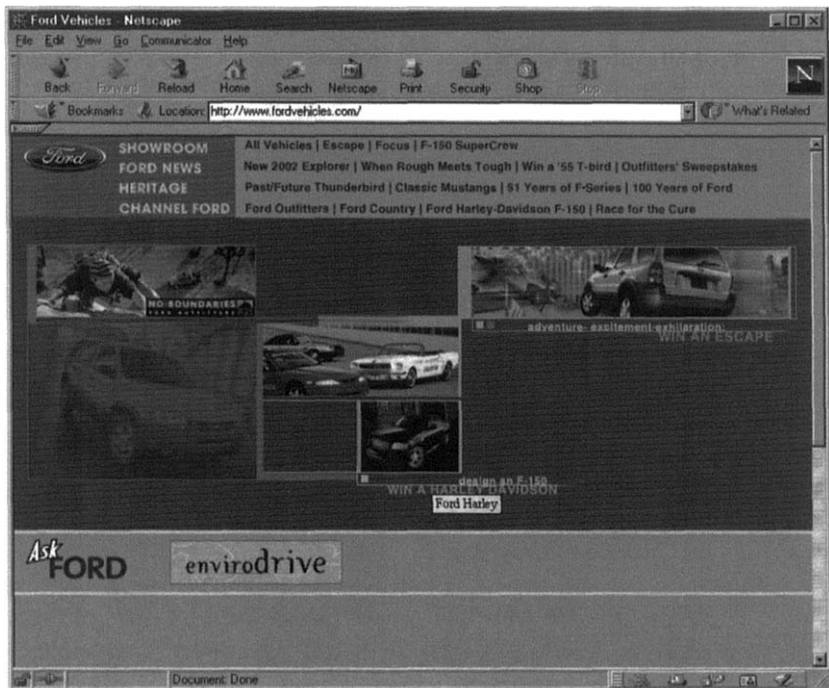 Ford Vehicles - Netscape
File Edit View Go Communicator Help
Back Forward Reload Home Search Netscape Print Security Shop Stop
N
Bookmarks Location: http://www.fordvehicles.com/ What's Related
Ford
SHOWROOM All Vehicles | Escape | Focus | F-150 SuperCrew
FORD NEWS New 2002 Explorer | When Rough Meets Tough | Win a '55 T-bird | Outfitters' Sweepstakes
HERITAGE Past/Future Thunderbird | Classic Mustangs | 51 Years of F-Series | 100 Years of Ford
CHANNEL FORD Ford Outfitters | Ford Country | Ford Harley-Davidson F-150 | Race for the Cure
NO BOUNDARIES
FORD OUTFITTERS
adventure- excitement exhilaration:
WIN AN ESCAPE
design an F-150
WIN A HARLEY DAVIDSON
Ford Harley
Ask FORD
envirodrive
Document: Done